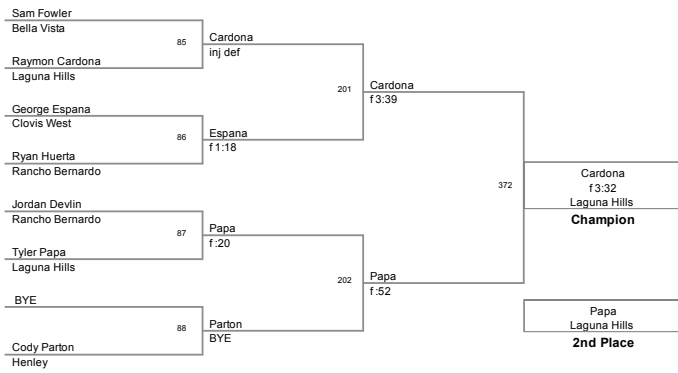 Sam Fowler
Bella Vista
85
Raymon Cardona
Laguna Hills
Cardona
inj def
George Espana
Clovis West
86
Ryan Huerta
Rancho Bernardo
Espana
f 1:18
201
Cardona
f 3:39
Jordan Devlin
Rancho Bernardo
87
Tyler Papa
Laguna Hills
Papa
f :20
BYE
88
Cody Parton
Henley
Parton
BYE
202
Papa
f :52
372
Cardona
f 3:32
Laguna Hills
Champion
Papa
Laguna Hills
2nd Place